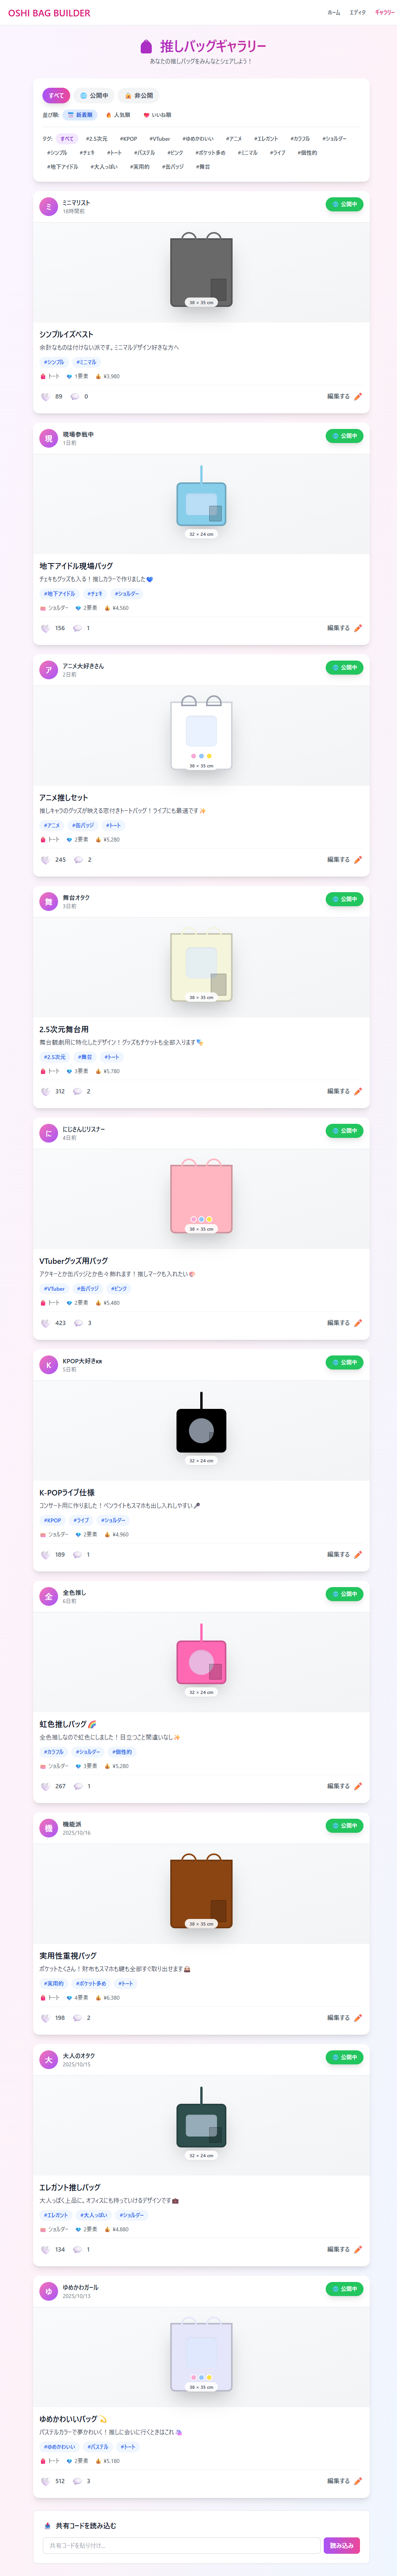 OSHI BAG BUILDER
ホーム エディタ ギャラリー
推しバッグギャラリー
あなたの推しバッグをみんなとシェアしよう！
すべて 公開中 非公開
並び順: 新着順 人気順 いいね順
タグ: すべて #2.5次元 #KPOP #VTuber #ゆめかわいい #アニメ #エレガント #カラフル #ショルダー
#シンプル #チェキ #トート #パステル #ピンク #ポケット多め #ミニマル #ライブ #個性的
#地下アイドル #大人っぽい #実用的 #缶バッジ #舞台
ミ ミニマリスト 公開中
18時間前
38 × 35 cm
シンプルイズベスト
余計なものは付けない派です。ミニマルデザイン好きな方へ
#シンプル #ミニマル
トート 1要素 ¥3,980
89 0 編集する
現 現場参戦中 公開中
1日前
32 × 24 cm
地下アイドル現場バッグ
チェキもグッズも入る！推しカラーで作りました💙
#地下アイドル #チェキ #ショルダー
ショルダー 2要素 ¥4,560
156 1 編集する
ア アニメ大好きさん 公開中
2日前
38 × 35 cm
アニメ推しセット
推しキャラのグッズが映える窓付きトートバッグ！ライブにも最適です✨
#アニメ #缶バッジ #トート
トート 2要素 ¥5,280
245 2 編集する
舞 舞台オタク 公開中
3日前
38 × 35 cm
2.5次元舞台用
舞台観劇用に特化したデザイン！グッズもチケットも全部入ります🎭
#2.5次元 #舞台 #トート
トート 3要素 ¥5,780
312 2 編集する
に にじさんじリスナー 公開中
4日前
38 × 35 cm
VTuberグッズ用バッグ
アクキーとか缶バッジとか色々飾れます！推しマークも入れたい
#VTuber #缶バッジ #ピンク
トート 2要素 ¥5,480
423 3 編集する
K KPOP大好き🇰🇷 公開中
5日前
32 × 24 cm
K-POPライブ仕様
コンサート用に作りました！ペンライトもスマホも出し入れしやすい🎤
#KPOP #ライブ #ショルダー
ショルダー 2要素 ¥4,960
189 1 編集する
全 全色推し 公開中
6日前
32 × 24 cm
虹色推しバッグ🌈
全色推しなので虹色にしました！目立つこと間違いなし✨
#カラフル #ショルダー #個性的
ショルダー 3要素 ¥5,280
267 1 編集する
機 機能派 公開中
2025/10/16
38 × 35 cm
実用性重視バッグ
ポケットたくさん！財布もスマホも鍵も全部すぐ取り出せます👜
#実用的 #ポケット多め #トート
トート 4要素 ¥6,380
198 2 編集する
大 大人のオタク 公開中
2025/10/15
32 × 24 cm
エレガント推しバッグ
大人っぽく上品に。オフィスにも持っていけるデザインです💼
#エレガント #大人っぽい #ショルダー
ショルダー 2要素 ¥4,880
134 1 編集する
ゆ ゆめかわガール 公開中
2025/10/13
38 × 35 cm
ゆめかわいいバッグ💫
パステルカラーで夢かわいく！推しに会いに行くときはこれ🦄
#ゆめかわいい #パステル #トート
トート 2要素 ¥5,180
512 3 編集する
共有コードを読み込む
共有コードを貼り付け... 読み込み